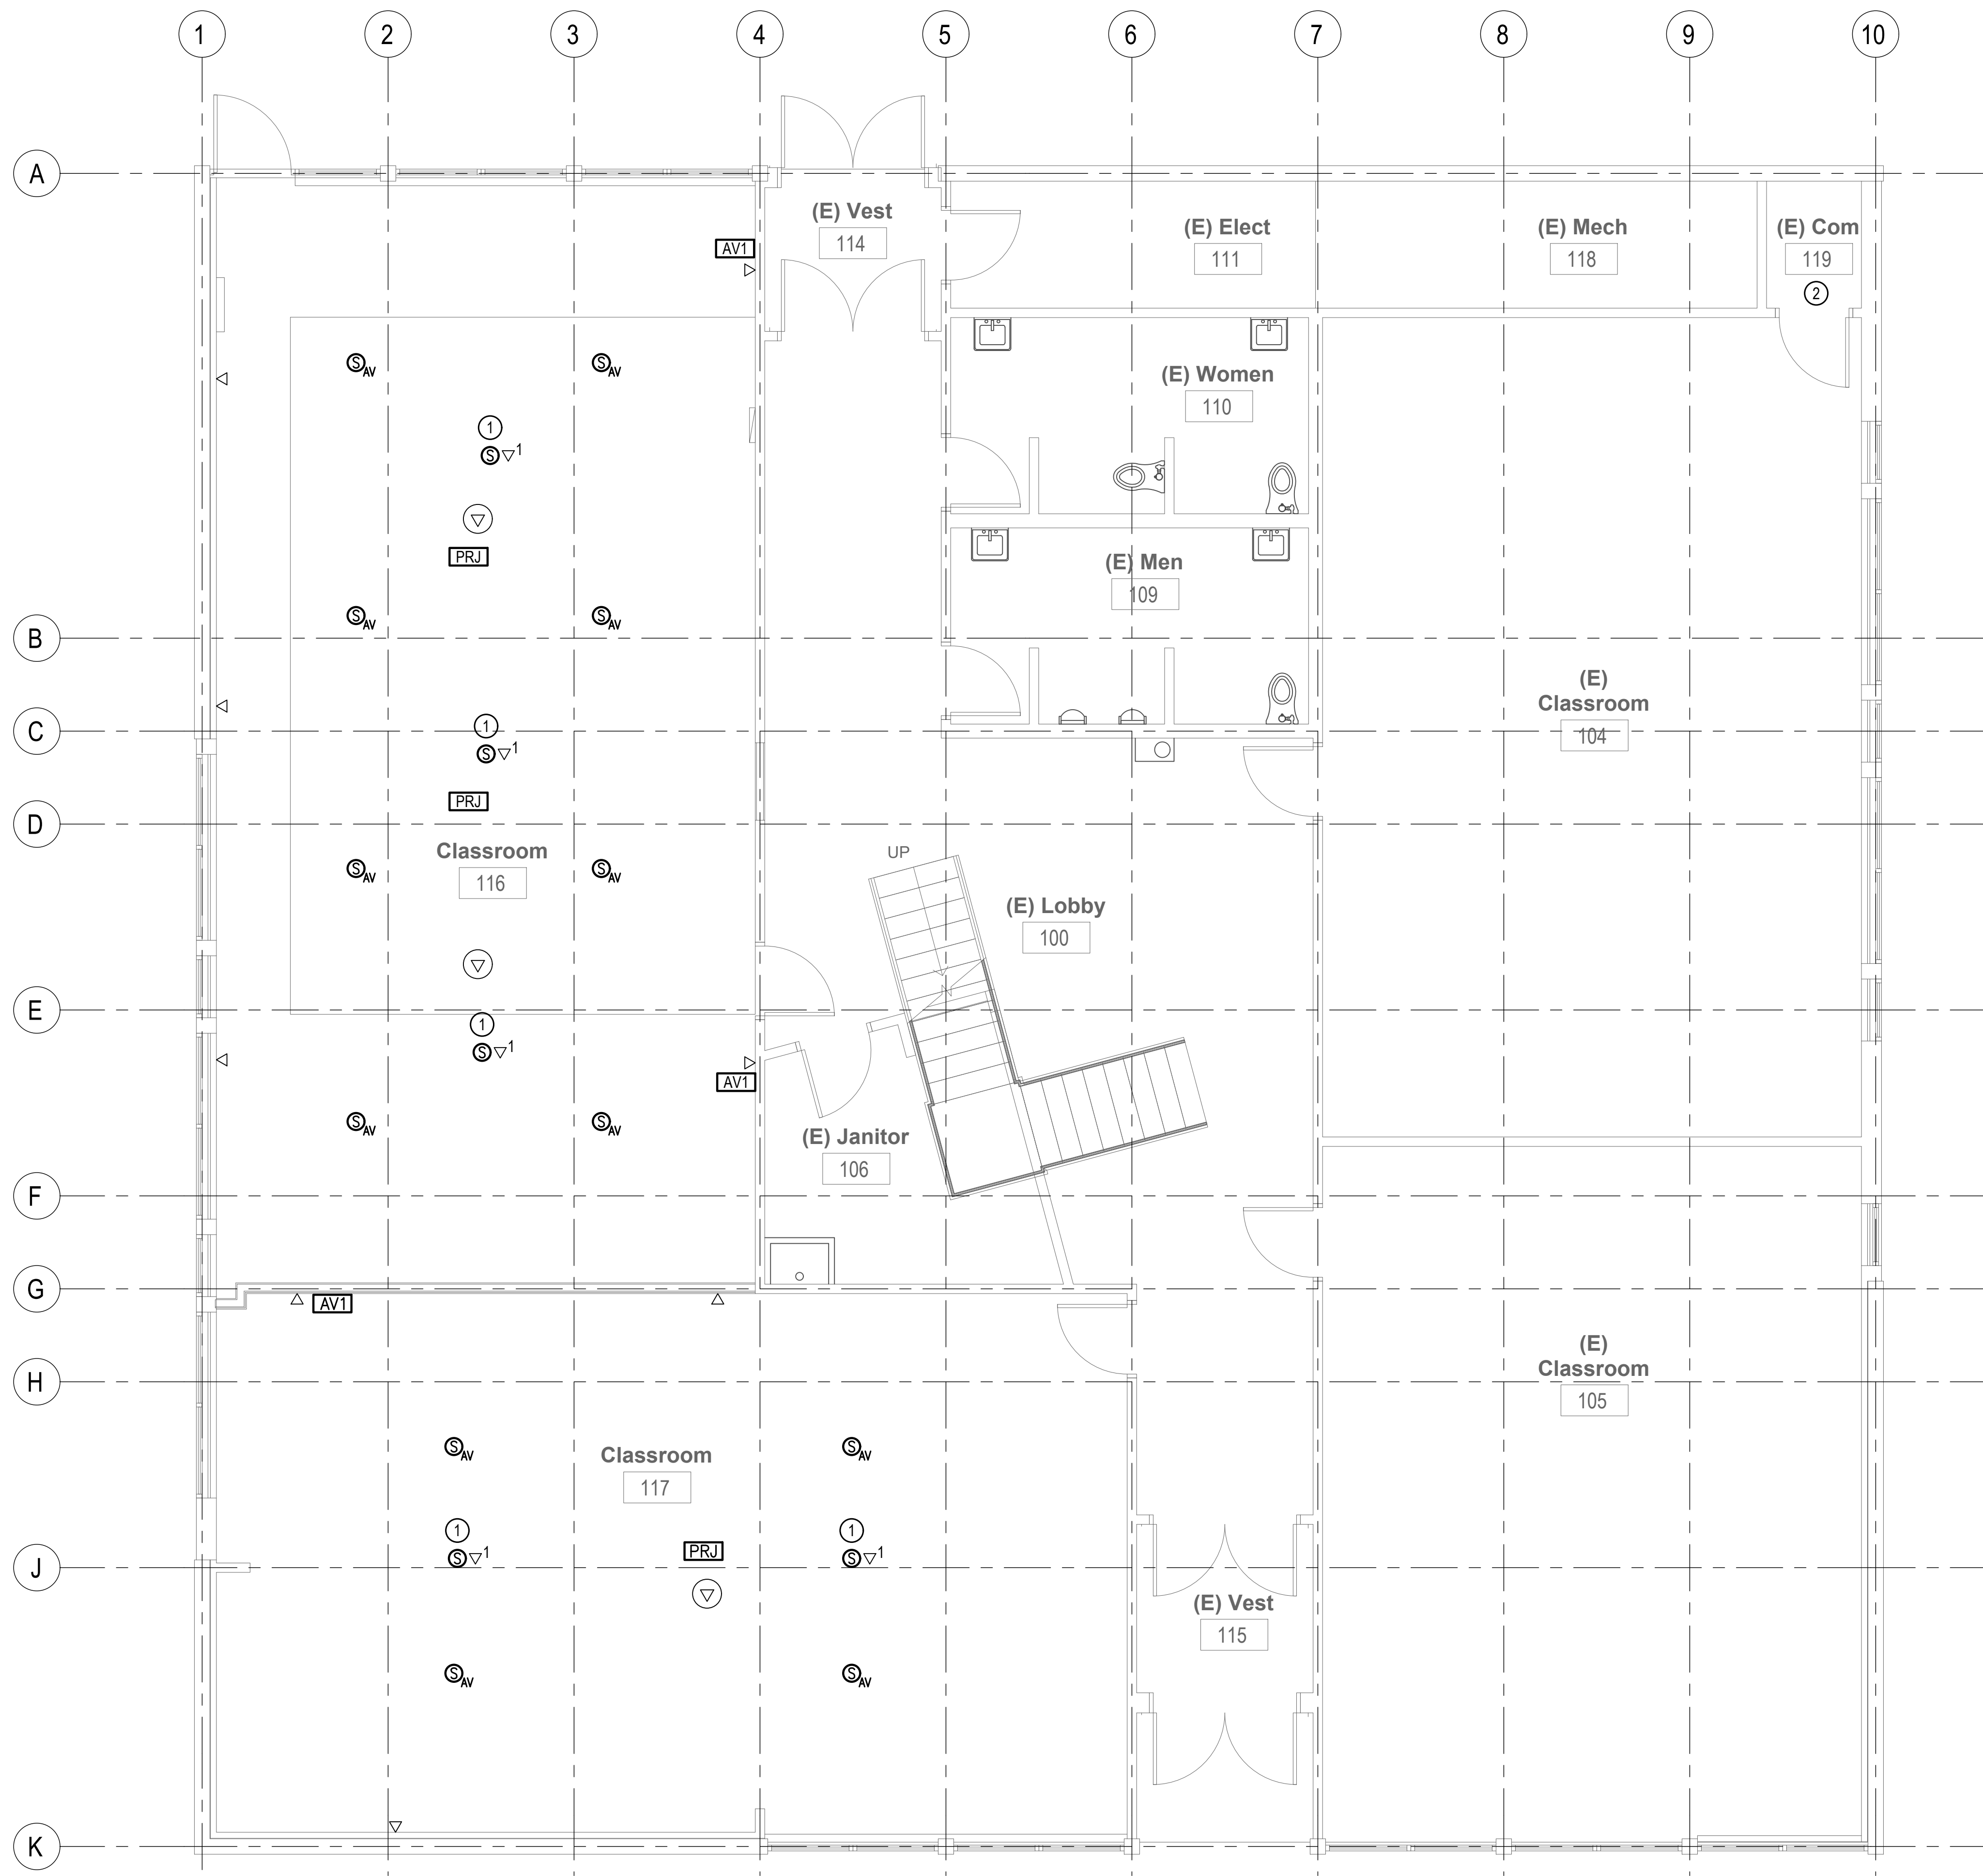 1 2 3 4 5 6 7 8 9 10
A
(E) Vest
114
(E) Elect
111
(E) Mech
118
(E) Com
119
2
AV1
S AV
S AV
(E) Women
110
1
S 1
PRJ
(E) Men
109
S AV
S AV
B
(E)
Classroom
104
C
1
S 1
PRJ
D
Classroom
116
UP
S AV
S AV
(E) Lobby
100
E
1
S 1
AV1
S AV
S AV
(E) Janitor
106
F
G
AV1
(E)
Classroom
105
H
S AV
S AV
Classroom
117
1
S 1
PRJ
1
S 1
J
(E) Vest
115
S AV
S AV
K